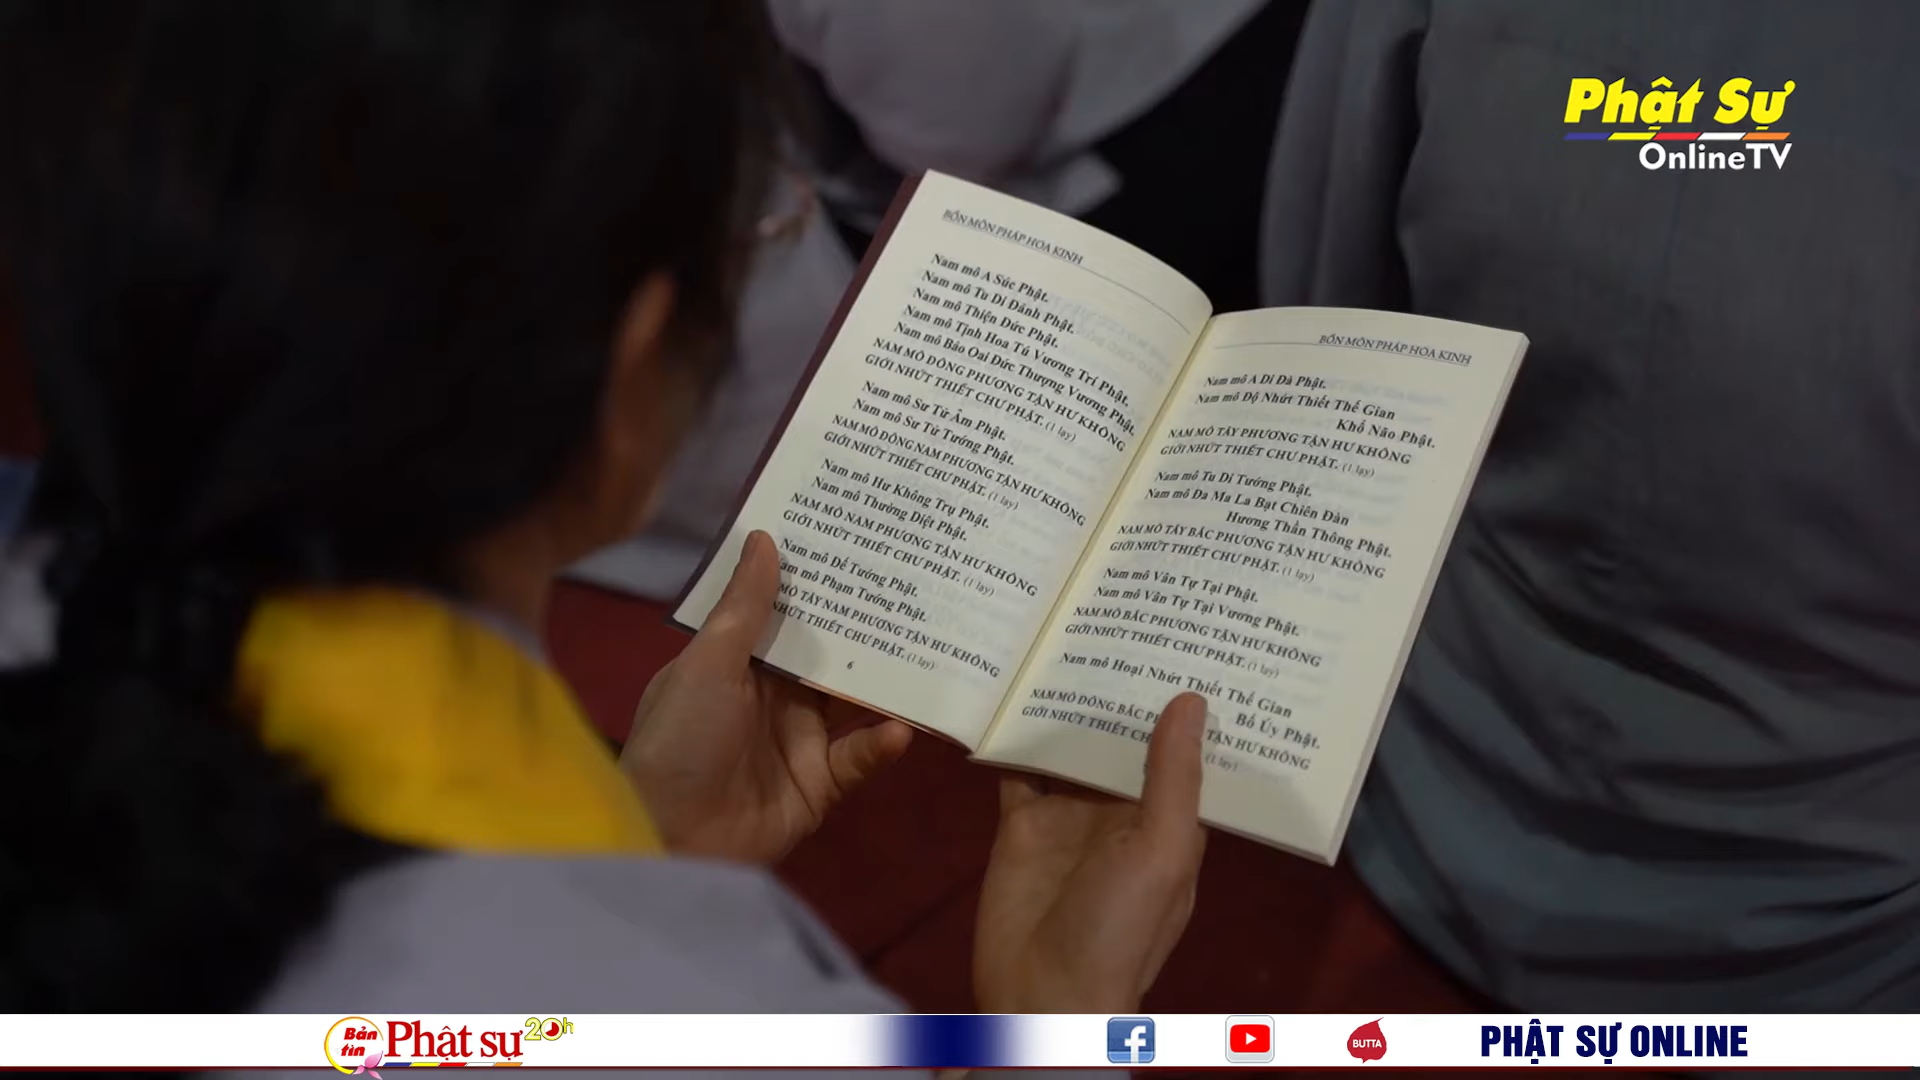 Phật Sự
OnlineTV
BỔN MÔN PHÁP HOA KINH
Nam mô A Súc Phật.
Nam mô Tu Di Đảnh Phật.
Nam mô Thiện Đức Phật.
Nam mô Tịnh Hoa Tú Vương Trí Phật.
Nam mô Bảo Oai Đức Thượng Vương Phật.
NAM MÔ ĐÔNG PHƯƠNG TẬN HƯ KHÔNG
GIỚI NHỨT THIẾT CHƯ PHẬT. (1 lạy)
Nam mô Sư Tử Âm Phật.
Nam mô Sư Tử Tướng Phật.
NAM MÔ ĐÔNG NAM PHƯƠNG TẬN HƯ KHÔNG
GIỚI NHỨT THIẾT CHƯ PHẬT. (1 lạy)
Nam mô Hư Không Trụ Phật.
Nam mô Thường Diệt Phật.
NAM MÔ NAM PHƯƠNG TẬN HƯ KHÔNG
GIỚI NHỨT THIẾT CHƯ PHẬT. (1 lạy)
Nam mô Đế Tướng Phật.
am mô Phạm Tướng Phật.
MÔ TÂY NAM PHƯƠNG TẬN HƯ KHÔNG
NHỨT THIẾT CHƯ PHẬT. (1 lạy)
6
BỔN MÔN PHÁP HOA KINH
Nam mô A Di Đà Phật.
Nam mô Độ Nhứt Thiết Thế Gian
Khổ Não Phật.
NAM MÔ TÂY PHƯƠNG TẬN HƯ KHÔNG
GIỚI NHỨT THIẾT CHƯ PHẬT. (1 lạy)
Nam mô Tu Di Tướng Phật.
Nam mô Đa Ma La Bạt Chiên Đàn
Hương Thần Thông Phật.
NAM MÔ TÂY BẮC PHƯƠNG TẬN HƯ KHÔNG
GIỚI NHỨT THIẾT CHƯ PHẬT. (1 lạy)
Nam mô Vân Tự Tại Phật.
Nam mô Vân Tự Tại Vương Phật.
NAM MÔ BẮC PHƯƠNG TẬN HƯ KHÔNG
GIỚI NHỨT THIẾT CHƯ PHẬT. (1 lạy)
Nam mô Hoại Nhứt Thiết Thế Gian
Bố Úy Phật.
NAM MÔ ĐÔNG BẮC PH TẬN HƯ KHÔNG
GIỚI NHỨT THIẾT CH (1 lạy)
Bản tin
Phật sự 20h
BUTTA
PHẬT SỰ ONLINE